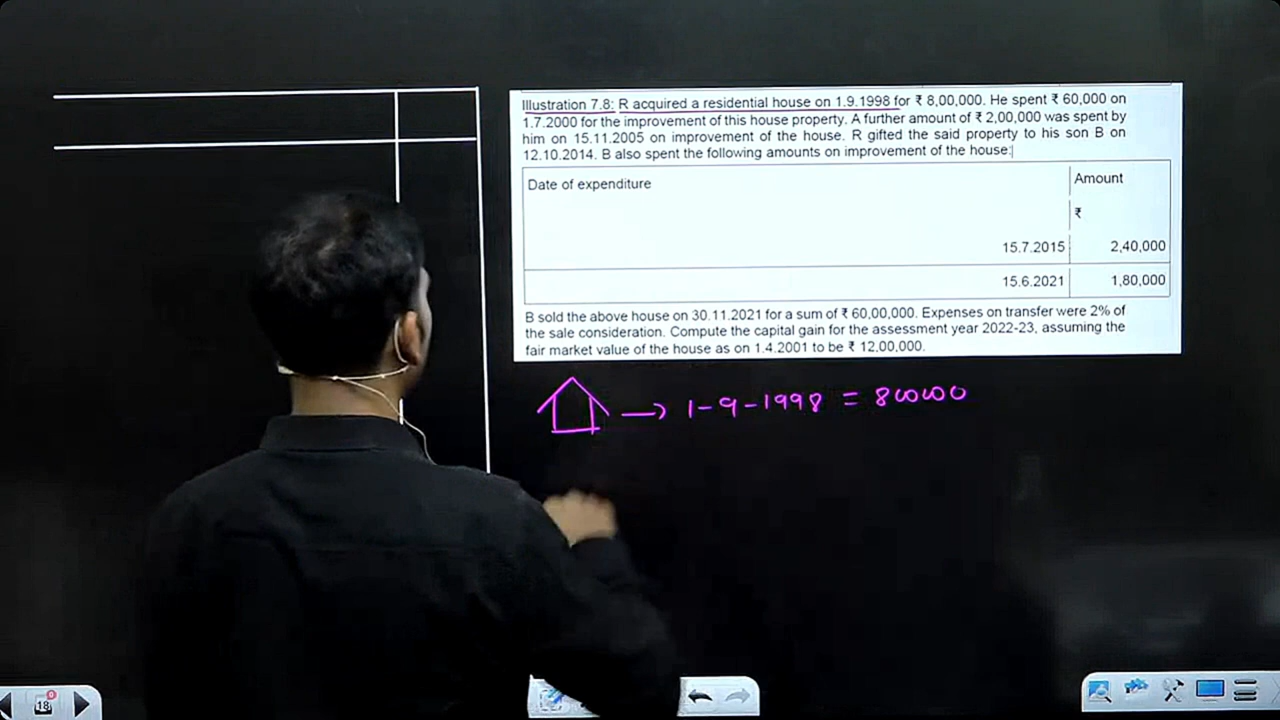 Illustration 7.8: R acquired a residential house on 1.9.1998 for ₹ 8,00,000. He spent ₹ 60,000 on
1.7.2000 for the improvement of this house property. A further amount of ₹ 2,00,000 was spent by
him on 15.11.2005 on improvement of the house. R gifted the said property to his son B on
12.10.2014. B also spent the following amounts on improvement of the house:
Date of expenditure Amount
₹
15.7.2015 2,40,000
15.6.2021 1,80,000
B sold the above house on 30.11.2021 for a sum of ₹ 60,00,000. Expenses on transfer were 2% of
the sale consideration. Compute the capital gain for the assessment year 2022-23, assuming the
fair market value of the house as on 1.4.2001 to be ₹ 12,00,000.
1-9-1998 = 800000
0
18